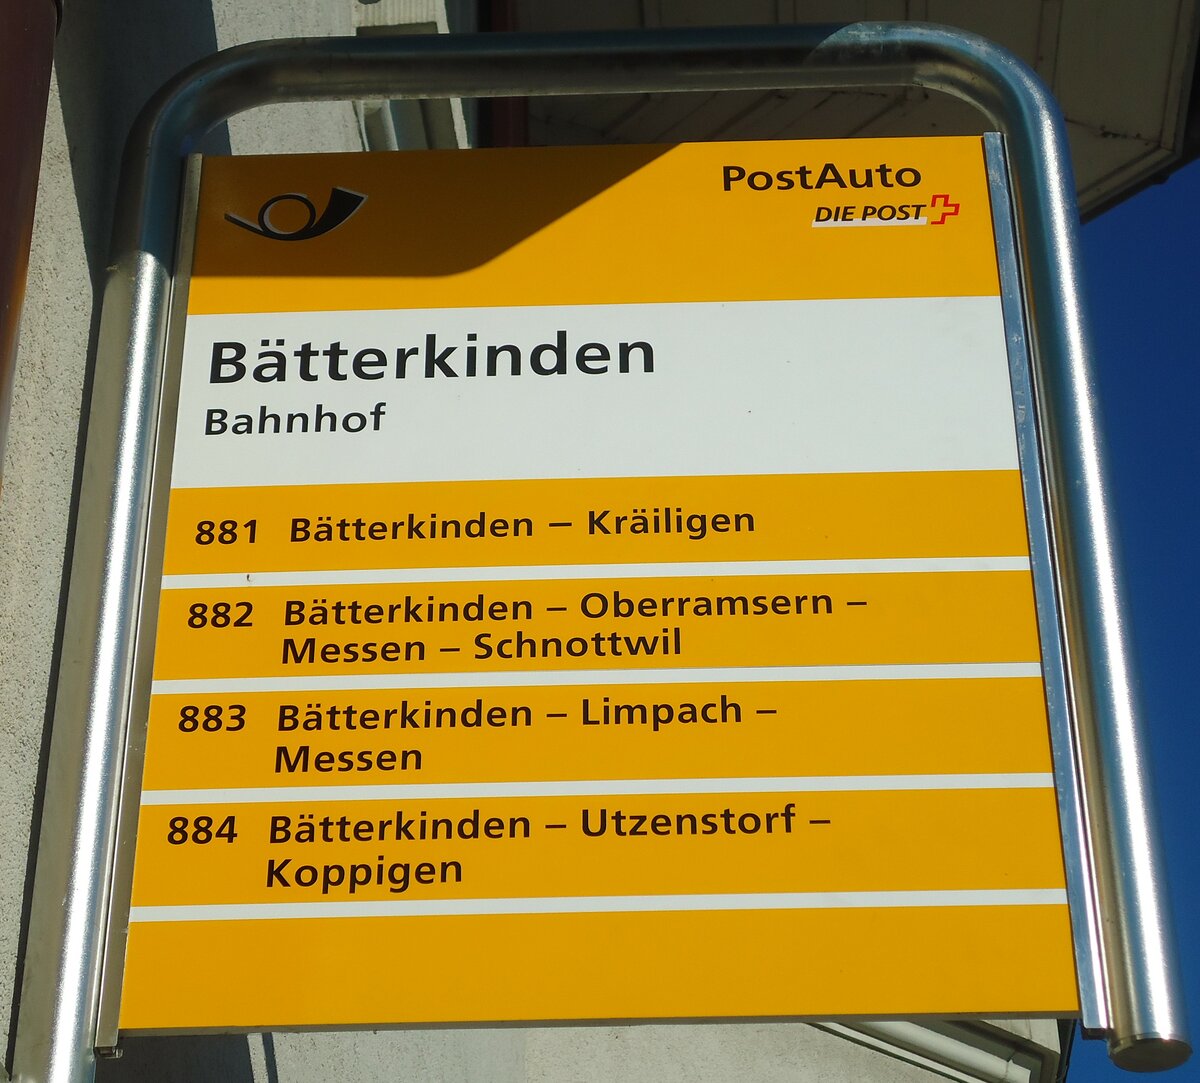 PostAuto
DIE POST
Bätterkinden
Bahnhof
881 Bätterkinden – Kräiligen
882 Bätterkinden – Oberramsern –
Messen – Schnottwil
883 Bätterkinden – Limpach –
Messen
884 Bätterkinden – Utzenstorf –
Koppigen